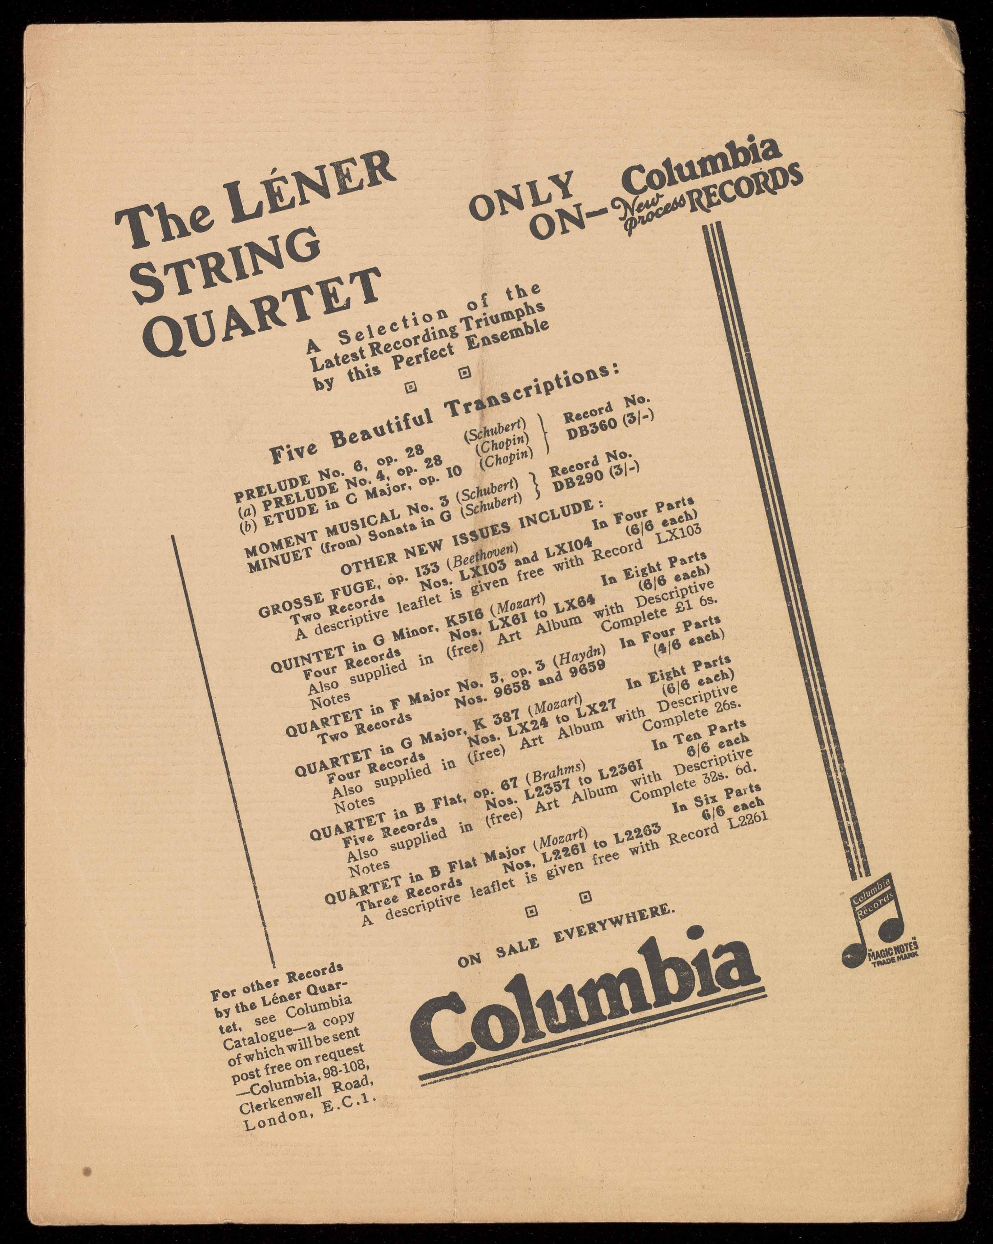 The LÉNER
STRING
QUARTET
ONLY
ON—
Columbia
New process RECORDS
A Selection of the
Latest Recording Triumphs
by this Perfect Ensemble
Five Beautiful Transcriptions:
PRELUDE No. 6, op. 28 (Schubert)
(a) PRELUDE No. 4, op. 28 (Chopin)
(b) ETUDE in C Major, op. 10 (Chopin)
Record No.
DB360 (3/-)
MOMENT MUSICAL No. 3 (Schubert)
MINUET (from) Sonata in G (Schubert)
Record No.
DB290 (3/-)
OTHER NEW ISSUES INCLUDE:
GROSSE FUGE, op. 133 (Beethoven) In Four Parts
Two Records Nos. LX103 and LX104 (6/6 each)
A descriptive leaflet is given free with Record LX103
QUINTET in G Minor, K516 (Mozart) In Eight Parts
Four Records Nos. LX61 to LX64 (6/6 each)
Also supplied in (free) Art Album with Descriptive
Notes Complete £1 6s.
QUARTET in F Major No. 5, op. 3 (Haydn) In Four Parts
Two Records Nos. 9658 and 9659 (4/6 each)
QUARTET in G Major, K 387 (Mozart) In Eight Parts
Four Records Nos. LX24 to LX27 (6/6 each)
Also supplied in (free) Art Album with Descriptive
Notes Complete 26s.
QUARTET in B Flat, op. 67 (Brahms) In Ten Parts
Five Records Nos. L2357 to L2361 6/6 each
Also supplied in (free) Art Album with Descriptive
Notes Complete 32s. 6d.
QUARTET in B Flat Major (Mozart) In Six Parts
Three Records Nos. L2261 to L2263 6/6 each
A descriptive leaflet is given free with Record L2261
ON SALE EVERYWHERE.
Columbia
For other Records
by the Léner Quar-
tet, see Columbia
Catalogue—a copy
of which will be sent
post free on request
—Columbia, 98-108,
Clerkenwell Road,
London, E.C.1.
Columbia
Records
"MAGIC NOTES"
TRADE MARK